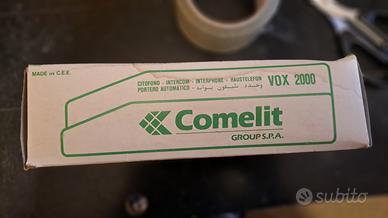 MADE IN C.E.E.
CITOFONO - INTERCOM - INTERPHONE - HAUSTELEFON
PORTERO AUTOMATICO -
VOX 2000
Comelit
GROUP S.P.A.
subito